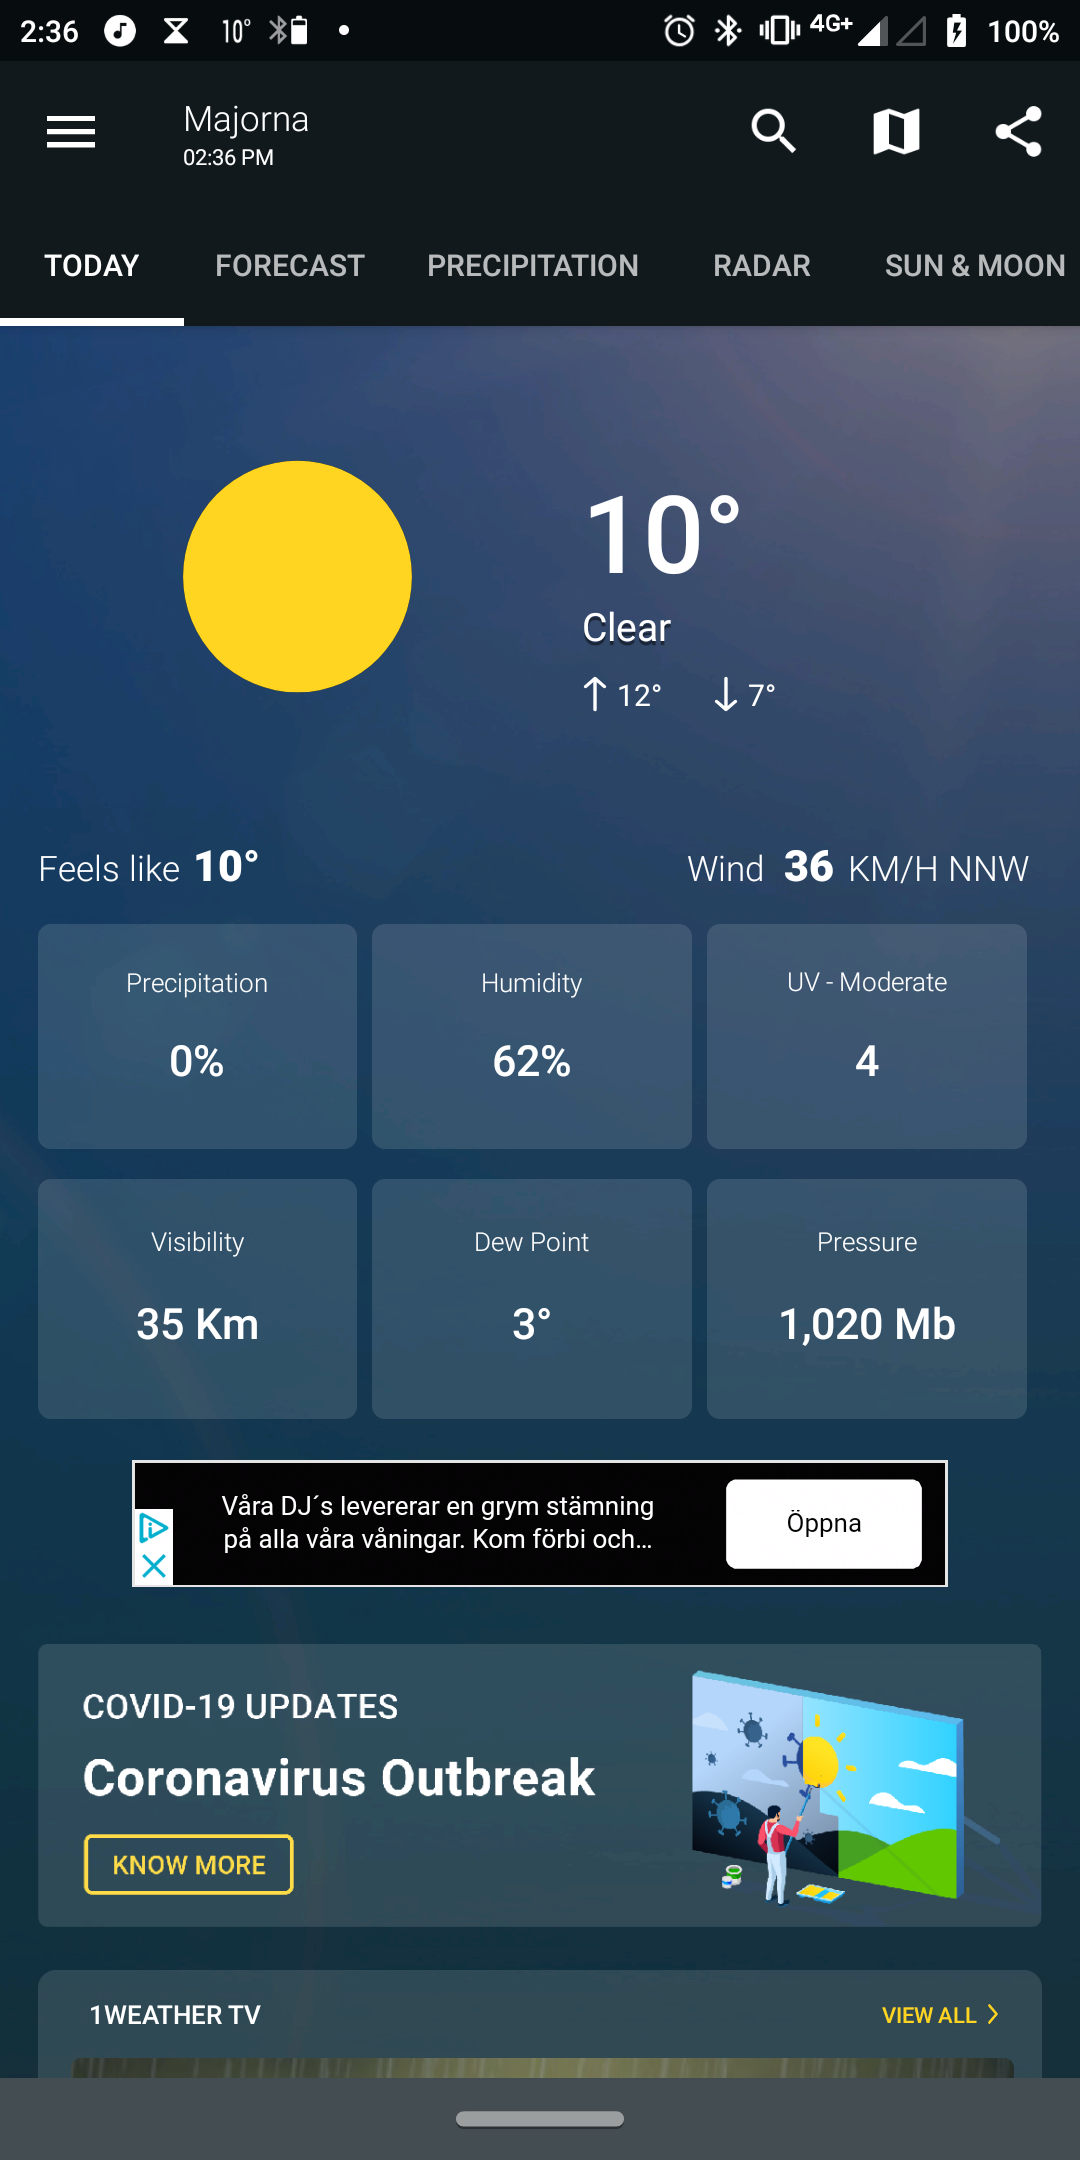 2:36 10° 4G+ 100%
Majorna
02:36 PM
TODAY FORECAST PRECIPITATION RADAR SUN & MOON
10°
Clear
12° 7°
Feels like 10° Wind 36 KM/H NNW
Precipitation Humidity UV - Moderate
0% 62% 4
Visibility Dew Point Pressure
35 Km 3° 1,020 Mb
Våra DJ´s levererar en grym stämning
på alla våra våningar. Kom förbi och...
Öppna
COVID-19 UPDATES
Coronavirus Outbreak
KNOW MORE
1WEATHER TV VIEW ALL